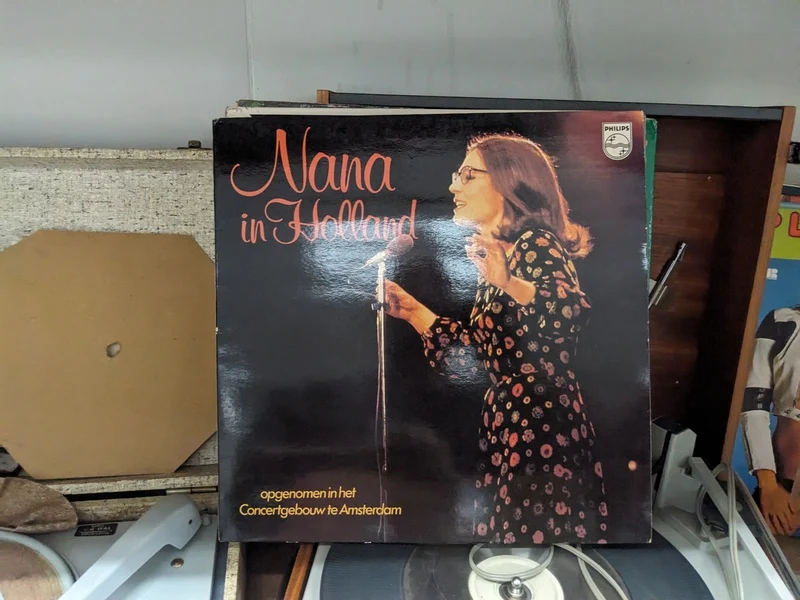 Nana
in Holland
PHILIPS
opgenomen in het
Concertgebouw te Amsterdam